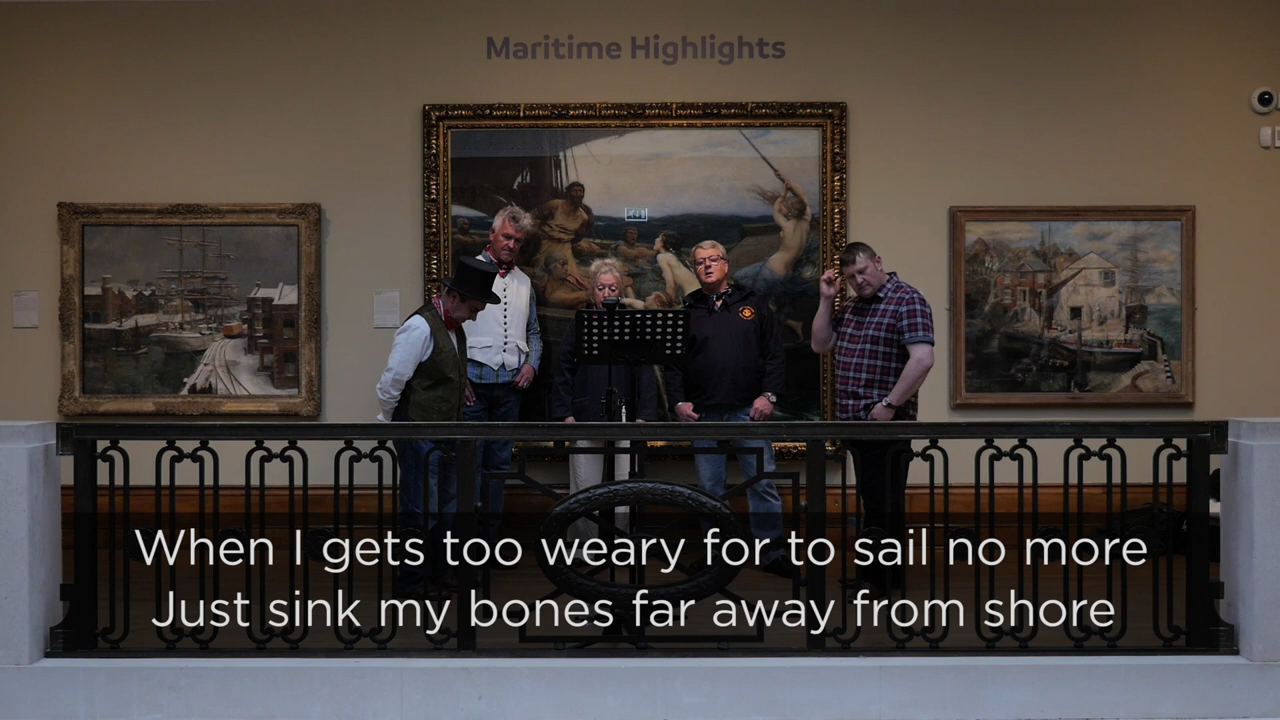 Maritime Highlights
When I gets too weary for to sail no more
Just sink my bones far away from shore